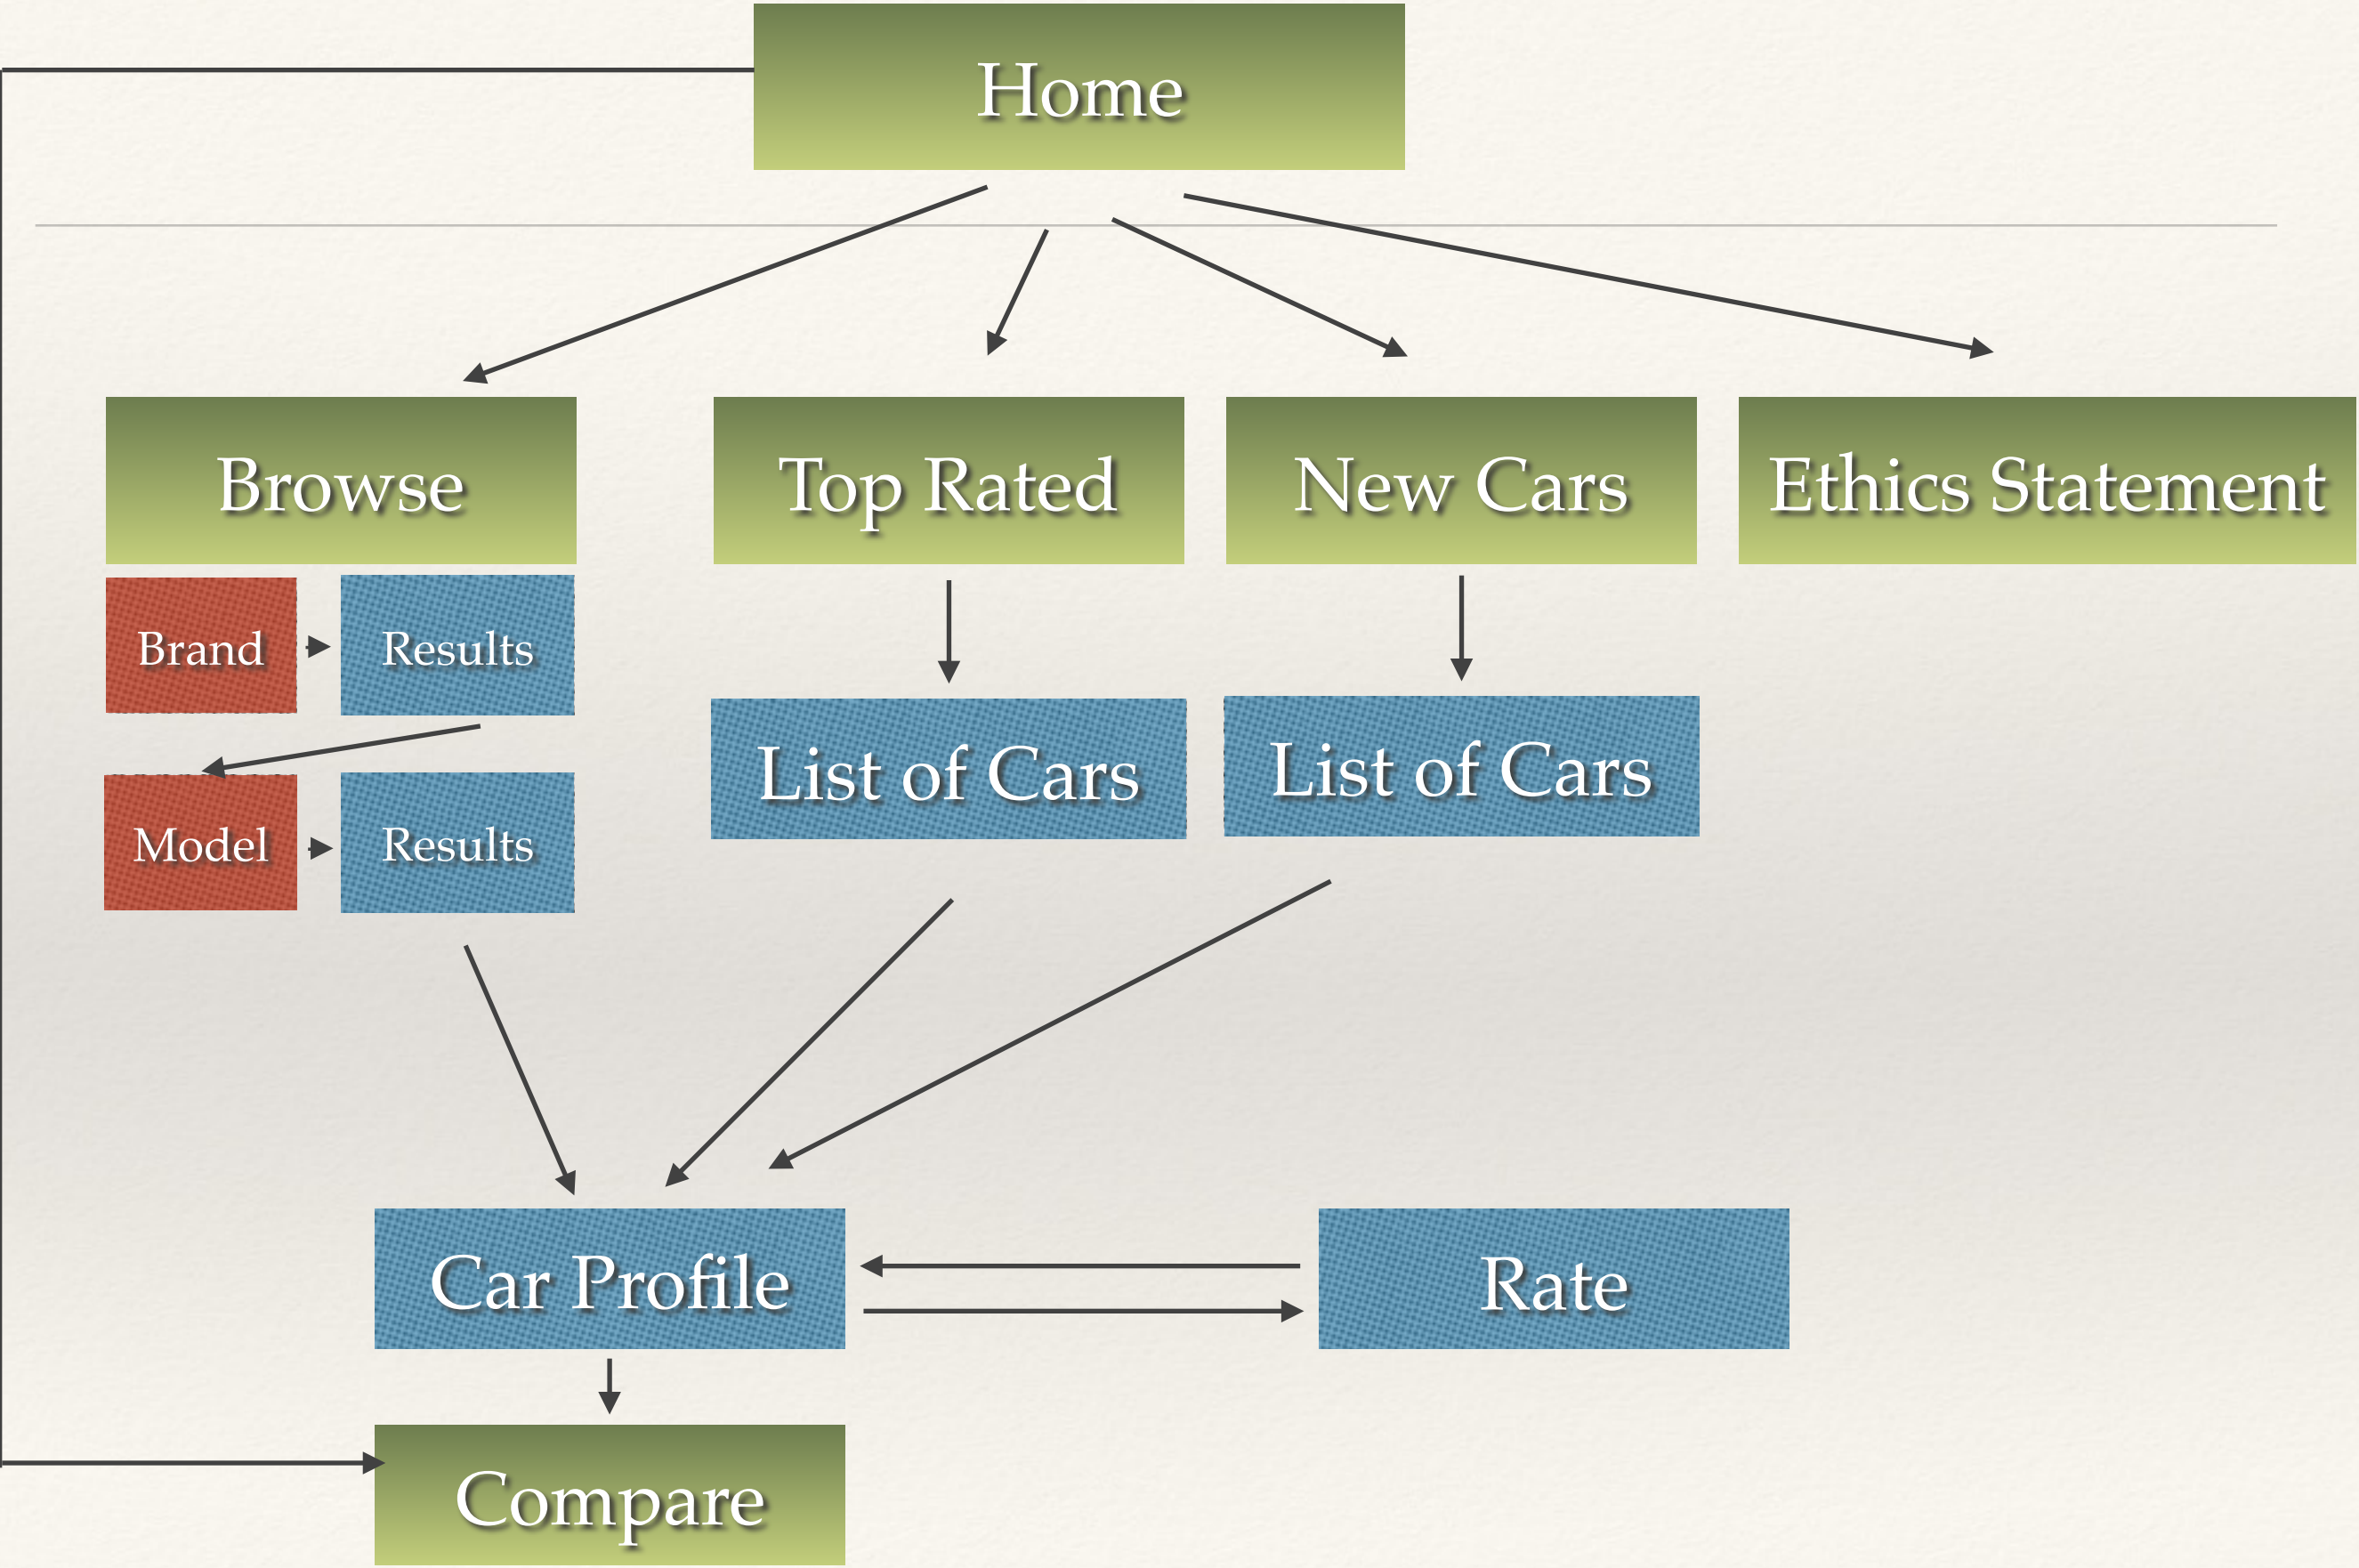 Home
Browse
Top Rated
New Cars
Ethics Statement
Brand
Results
Model
Results
List of Cars
List of Cars
Car Profile
Rate
Compare